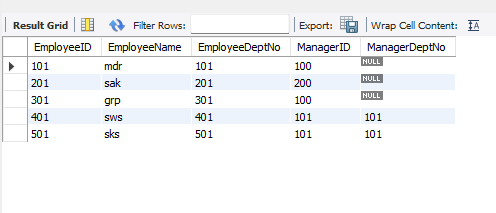 Result Grid Filter Rows: Export: Wrap Cell Content:
EmployeeID EmployeeName EmployeeDeptNo ManagerID ManagerDeptNo
101 mdr 101 100 NULL
201 sak 201 200 NULL
301 grp 301 100 NULL
401 sws 401 101 101
501 sks 501 101 101